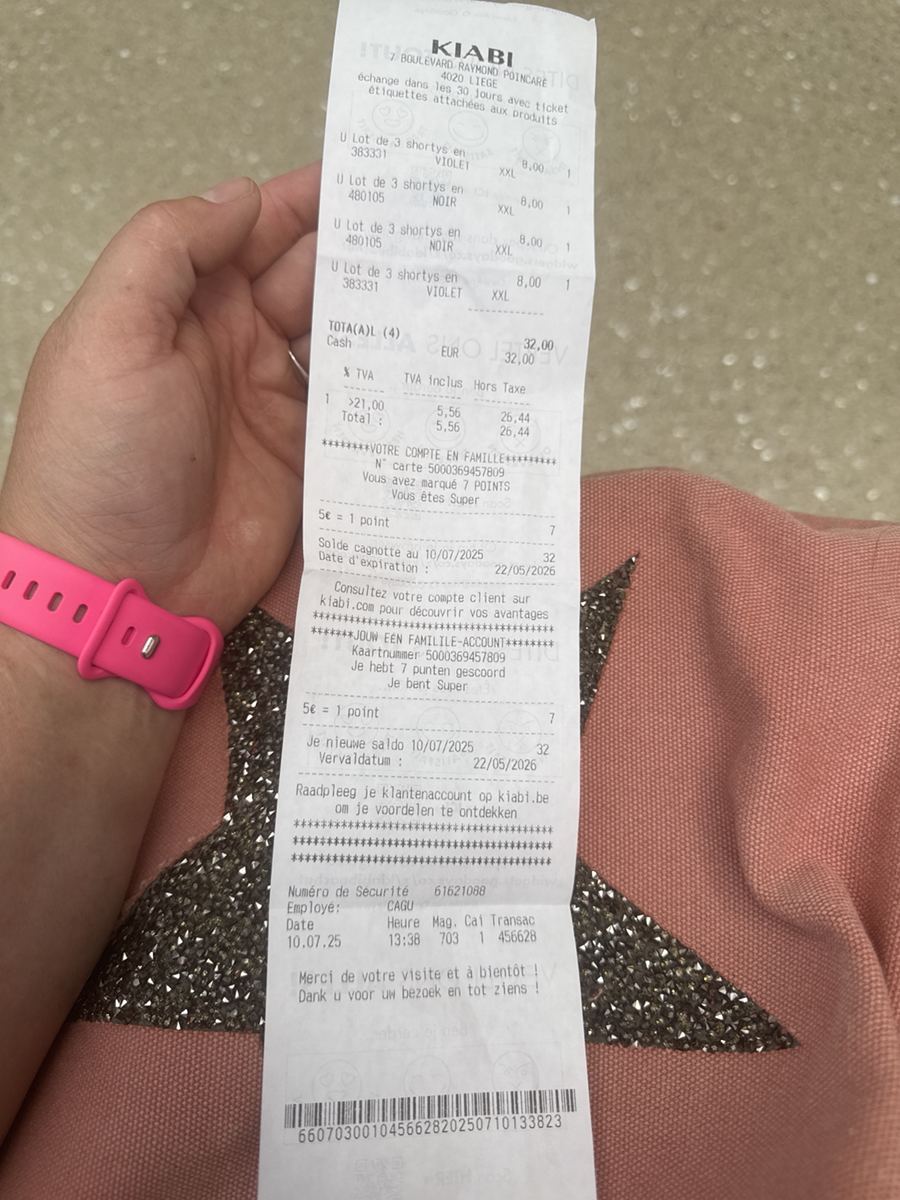 KIABI
7 BOULEVARD RAYMOND POINCARE
4020 LIEGE
échange dans les 30 jours avec ticket
étiquettes attachées aux produits
U Lot de 3 shortys en 8,00 1
383331 VIOLET XXL
U Lot de 3 shortys en 8,00 1
480105 NOIR XXL
U Lot de 3 shortys en 8,00 1
480105 NOIR XXL
U Lot de 3 shortys en 8,00 1
383331 VIOLET XXL
------------
TOTA(A)L (4) 32,00
Cash EUR 32,00
% TVA TVA inclus Hors Taxe
1 >21,00 5,56 26,44
Total : 5,56 26,44
********VOTRE COMPTE EN FAMILLE********
N° carte 5000369457809
Vous avez marqué 7 POINTS
Vous êtes Super
5€ = 1 point 7
Solde cagnotte au 10/07/2025 32
Date d'expiration : 22/05/2026
Consultez votre compte client sur
kiabi.com pour découvrir vos avantages
***************************************
*******JOUW EEN FAMILILE-ACCOUNT********
Kaartnummer 5000369457809
Je hebt 7 punten gescoord
Je bent Super
5€ = 1 point 7
Je nieuwe saldo 10/07/2025 32
Vervaldatum : 22/05/2026
Raadpleeg je klantenaccount op kiabi.be
om je voordelen te ontdekken
***************************************
***************************************
***************************************
Numéro de Sécurité 61621088
Employé: CAGU
Date Heure Mag. Cai Transac
10.07.25 13:38 703 1 456628
Merci de votre visite et à bientôt !
Dank u voor uw bezoek en tot ziens !
66070300104566282025071013​3823